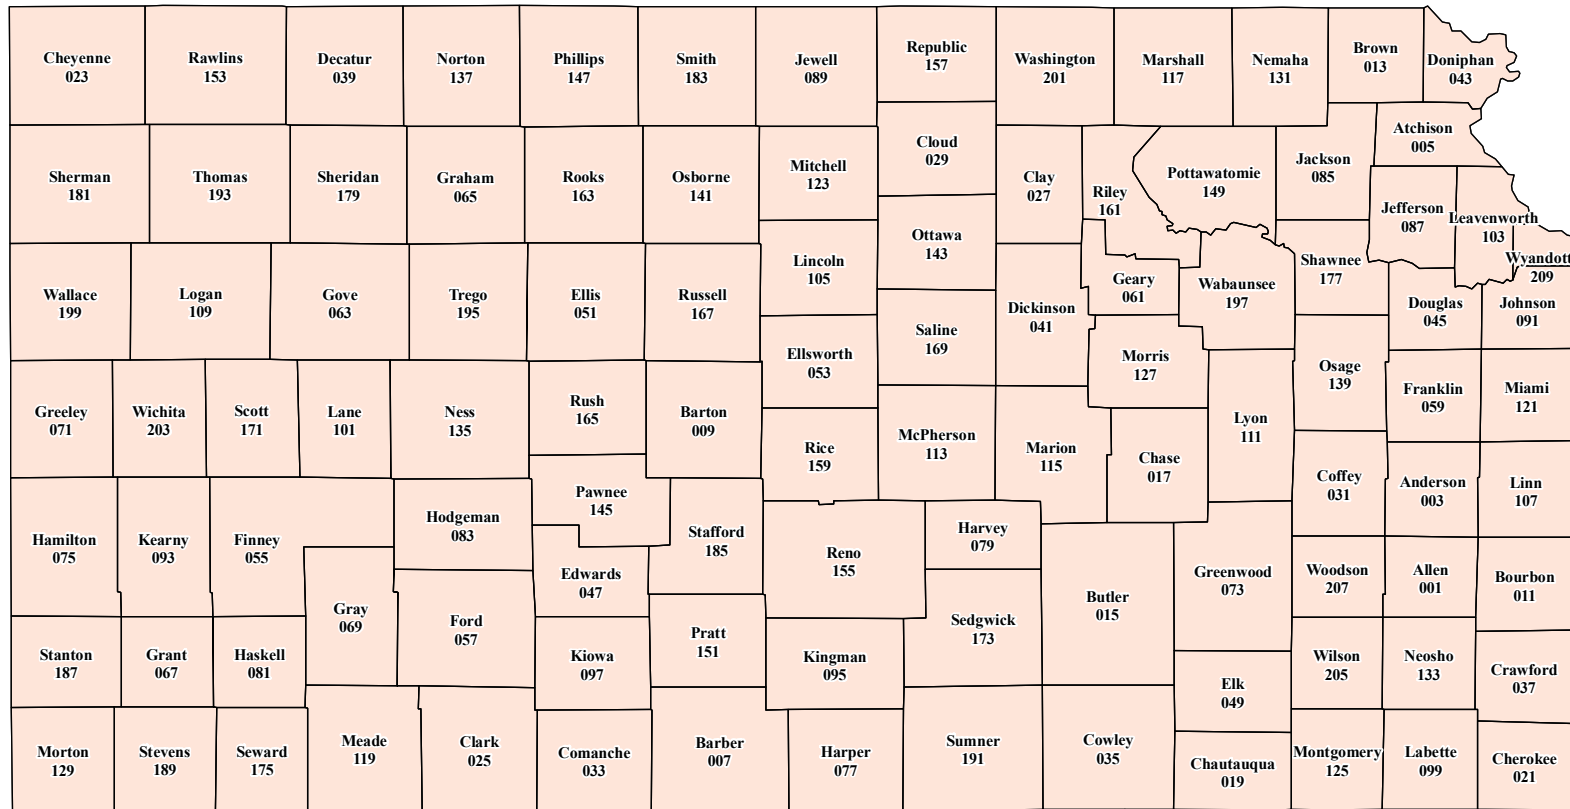 Cheyenne
023
Rawlins
153
Decatur
039
Norton
137
Phillips
147
Smith
183
Jewell
089
Republic
157
Washington
201
Marshall
117
Nemaha
131
Brown
013
Doniphan
043
Sherman
181
Thomas
193
Sheridan
179
Graham
065
Rooks
163
Osborne
141
Mitchell
123
Cloud
029
Clay
027
Riley
161
Pottawatomie
149
Jackson
085
Atchison
005
Jefferson
087
Leavenworth
103
Wyandott
209
Wallace
199
Logan
109
Gove
063
Trego
195
Ellis
051
Russell
167
Lincoln
105
Ottawa
143
Dickinson
041
Geary
061
Wabaunsee
197
Shawnee
177
Douglas
045
Johnson
091
Ellsworth
053
Saline
169
Morris
127
Osage
139
Franklin
059
Miami
121
Greeley
071
Wichita
203
Scott
171
Lane
101
Ness
135
Rush
165
Barton
009
Rice
159
McPherson
113
Marion
115
Chase
017
Lyon
111
Coffey
031
Anderson
003
Linn
107
Hamilton
075
Kearny
093
Finney
055
Hodgeman
083
Pawnee
145
Stafford
185
Reno
155
Harvey
079
Edwards
047
Gray
069
Ford
057
Sedgwick
173
Butler
015
Greenwood
073
Woodson
207
Allen
001
Bourbon
011
Stanton
187
Grant
067
Haskell
081
Kiowa
097
Pratt
151
Kingman
095
Elk
049
Wilson
205
Neosho
133
Crawford
037
Morton
129
Stevens
189
Seward
175
Meade
119
Clark
025
Comanche
033
Barber
007
Harper
077
Sumner
191
Cowley
035
Chautauqua
019
Montgomery
125
Labette
099
Cherokee
021